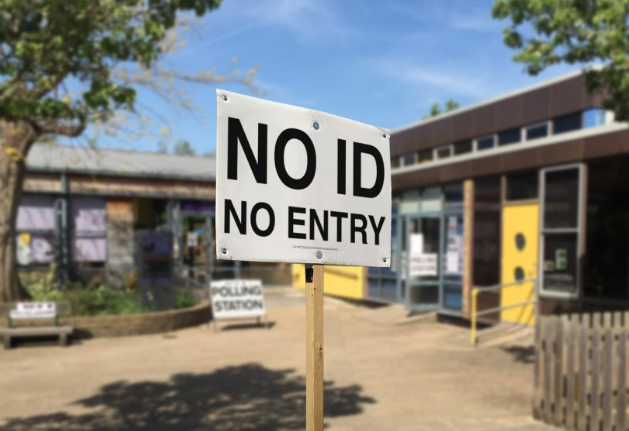 NO ID
NO ENTRY
POLLING
STATION